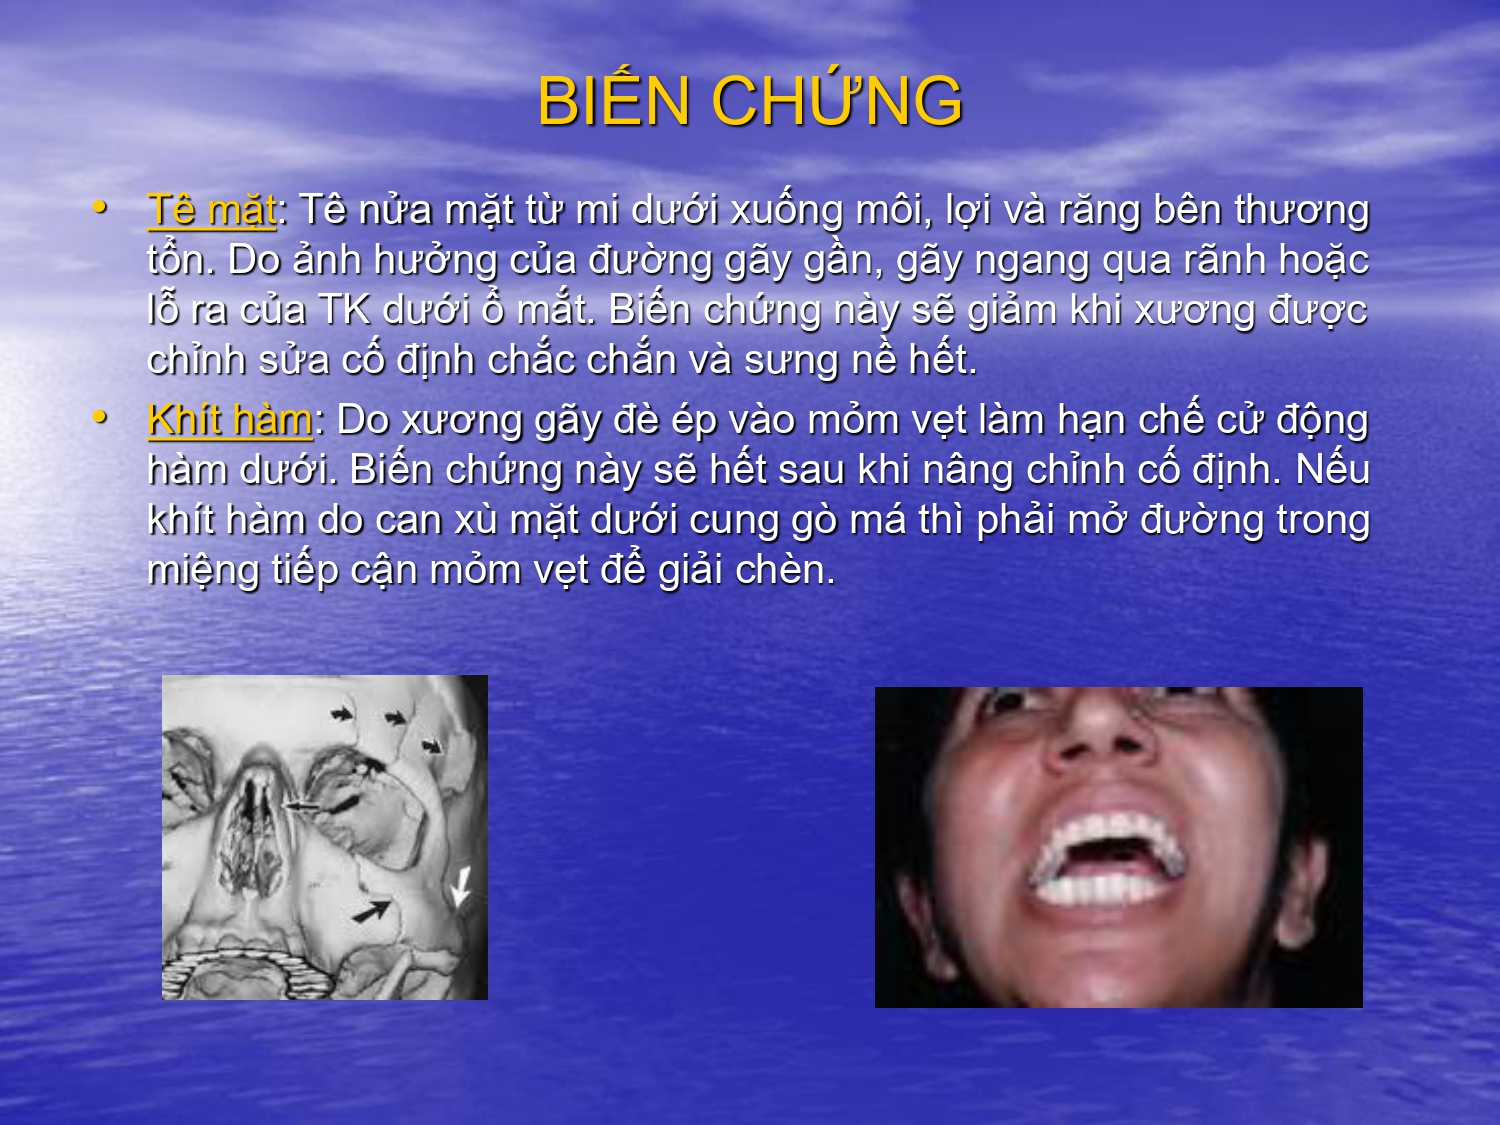 BIẾN CHỨNG
• Tê mặt: Tê nửa mặt từ mi dưới xuống môi, lợi và răng bên thương
tổn. Do ảnh hưởng của đường gãy gần, gãy ngang qua rãnh hoặc
lỗ ra của TK dưới ổ mắt. Biến chứng này sẽ giảm khi xương được
chỉnh sửa cố định chắc chắn và sưng nề hết.
• Khít hàm: Do xương gãy đè ép vào mỏm vẹt làm hạn chế cử động
hàm dưới. Biến chứng này sẽ hết sau khi nâng chỉnh cố định. Nếu
khít hàm do can xù mặt dưới cung gò má thì phải mở đường trong
miệng tiếp cận mỏm vẹt để giải chèn.